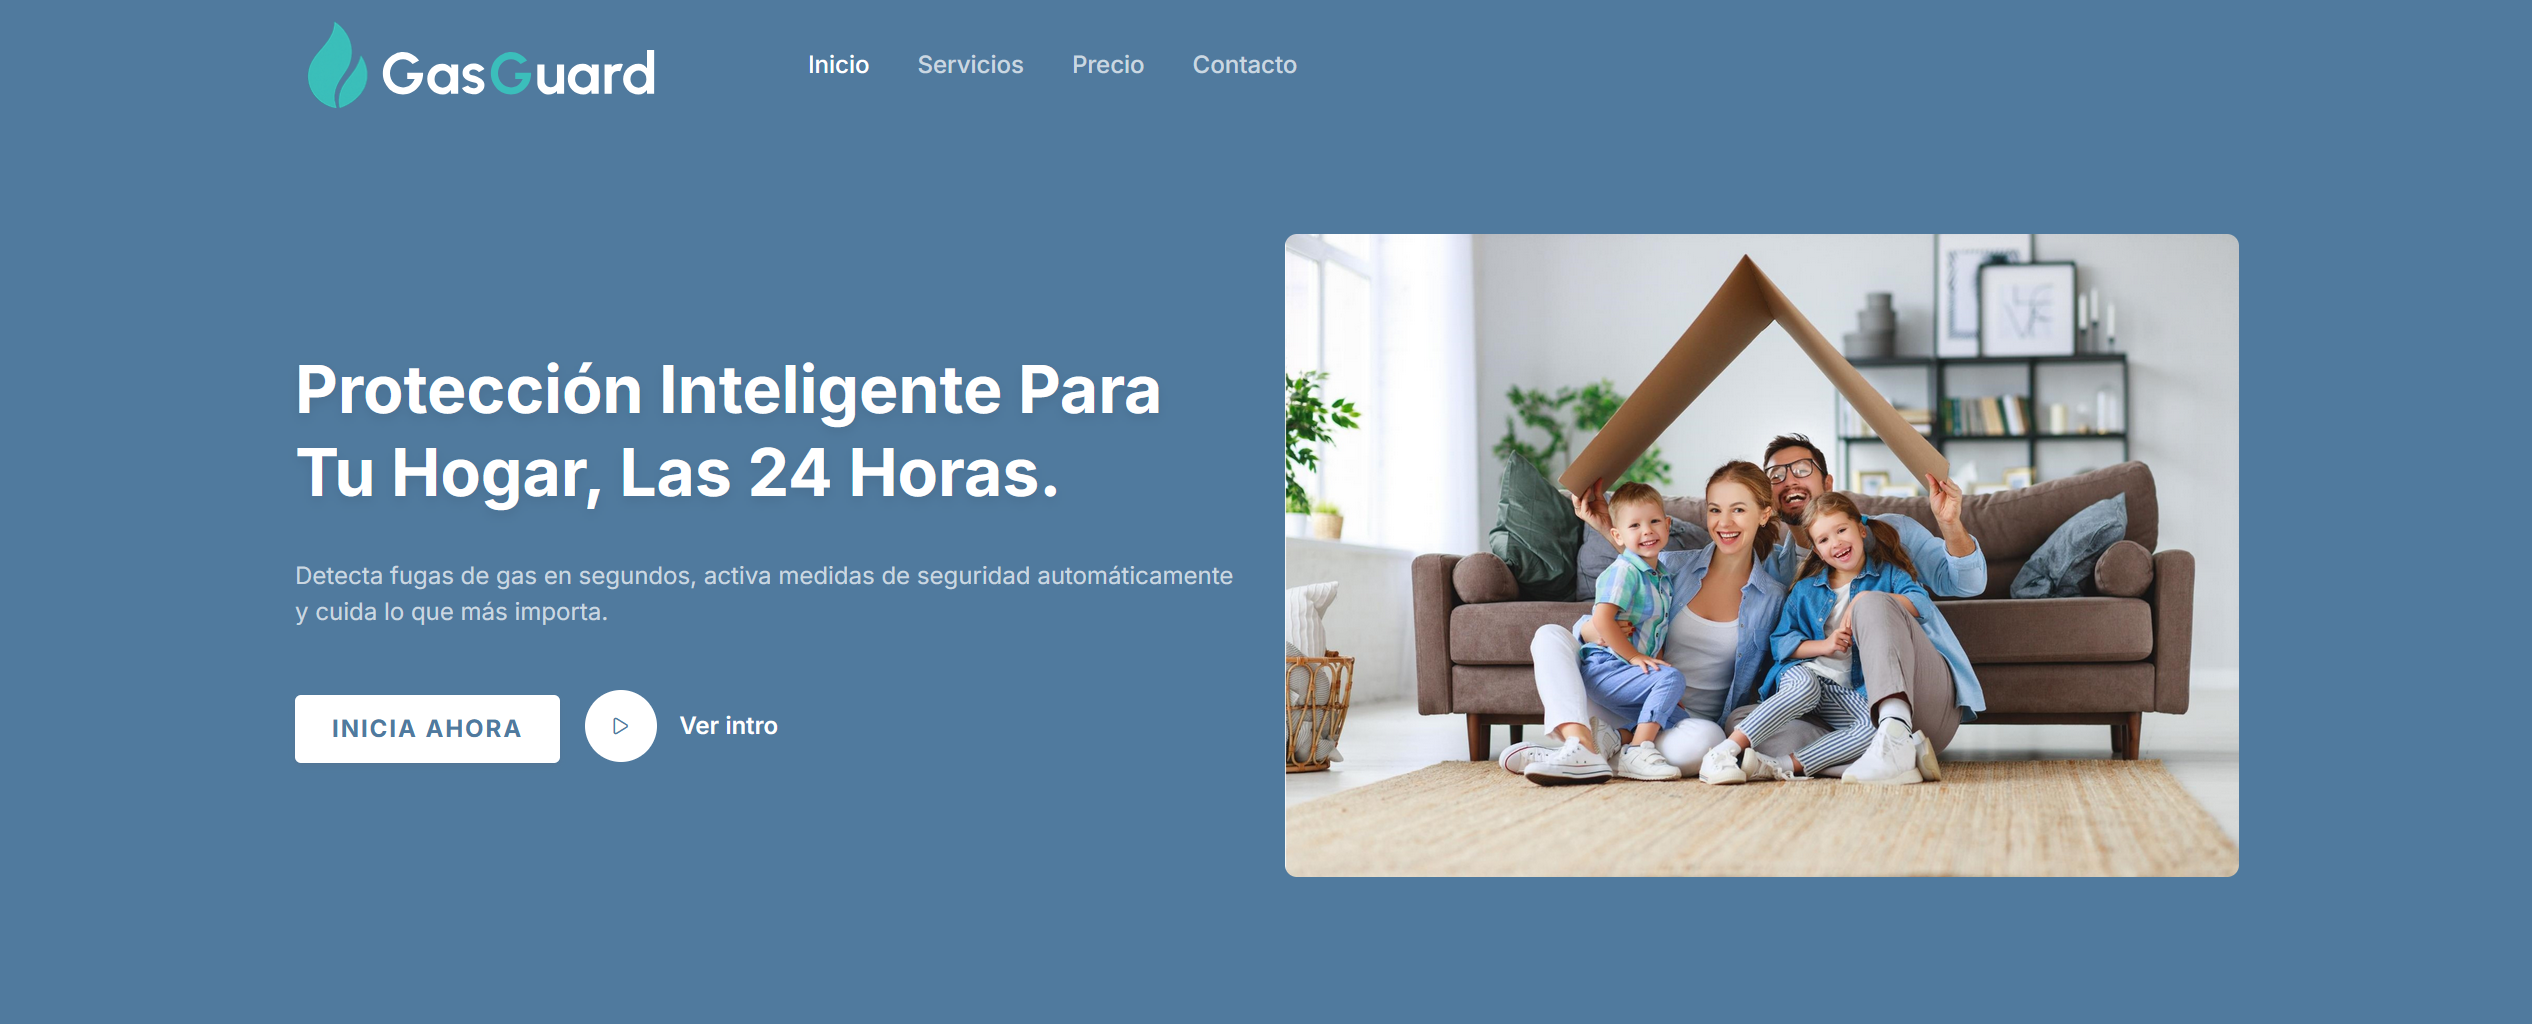 GasGuard
Inicio Servicios Precio Contacto
Protección Inteligente Para
Tu Hogar, Las 24 Horas.
Detecta fugas de gas en segundos, activa medidas de seguridad automáticamente
y cuida lo que más importa.
INICIA AHORA
Ver intro